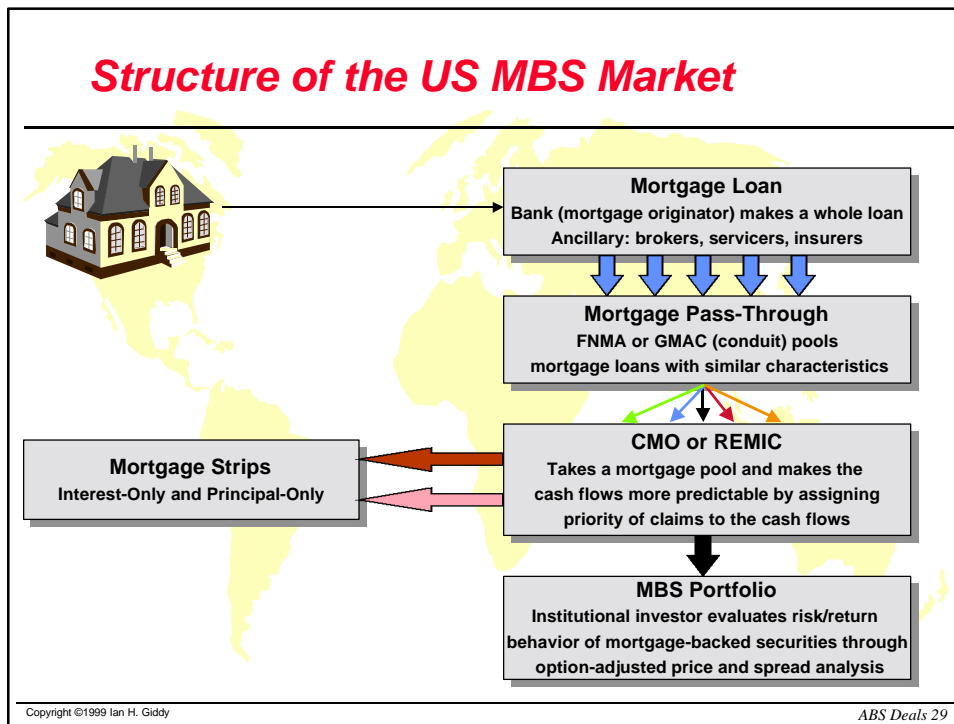 Structure of the US MBS Market
Mortgage Loan
Bank (mortgage originator) makes a whole loan
Ancillary: brokers, servicers, insurers
Mortgage Pass-Through
FNMA or GMAC (conduit) pools
mortgage loans with similar characteristics
CMO or REMIC
Takes a mortgage pool and makes the
cash flows more predictable by assigning
priority of claims to the cash flows
Mortgage Strips
Interest-Only and Principal-Only
MBS Portfolio
Institutional investor evaluates risk/return
behavior of mortgage-backed securities through
option-adjusted price and spread analysis
Copyright ©1999 Ian H. Giddy
ABS Deals 29